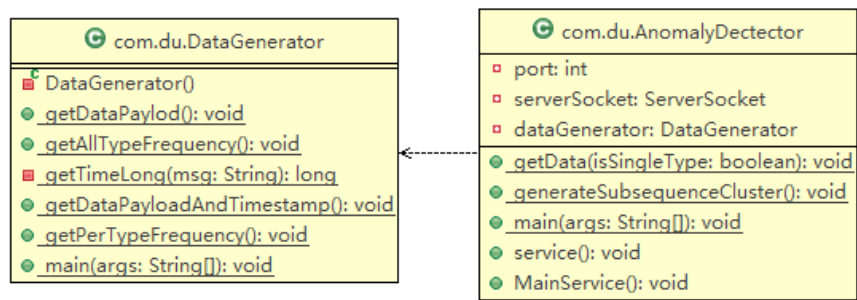 C com.du.DataGenerator
C DataGenerator()
getDataPaylod(): void
getAllTypeFrequency(): void
getTimeLong(msg: String): long
getDataPayloadAndTimestamp(): void
getPerTypeFrequency(): void
main(args: String[]): void
C com.du.AnomalyDectector
port: int
serverSocket: ServerSocket
dataGenerator: DataGenerator
getData(isSingleType: boolean): void
generateSubsequenceCluster(): void
main(args: String[]): void
service(): void
MainService(): void